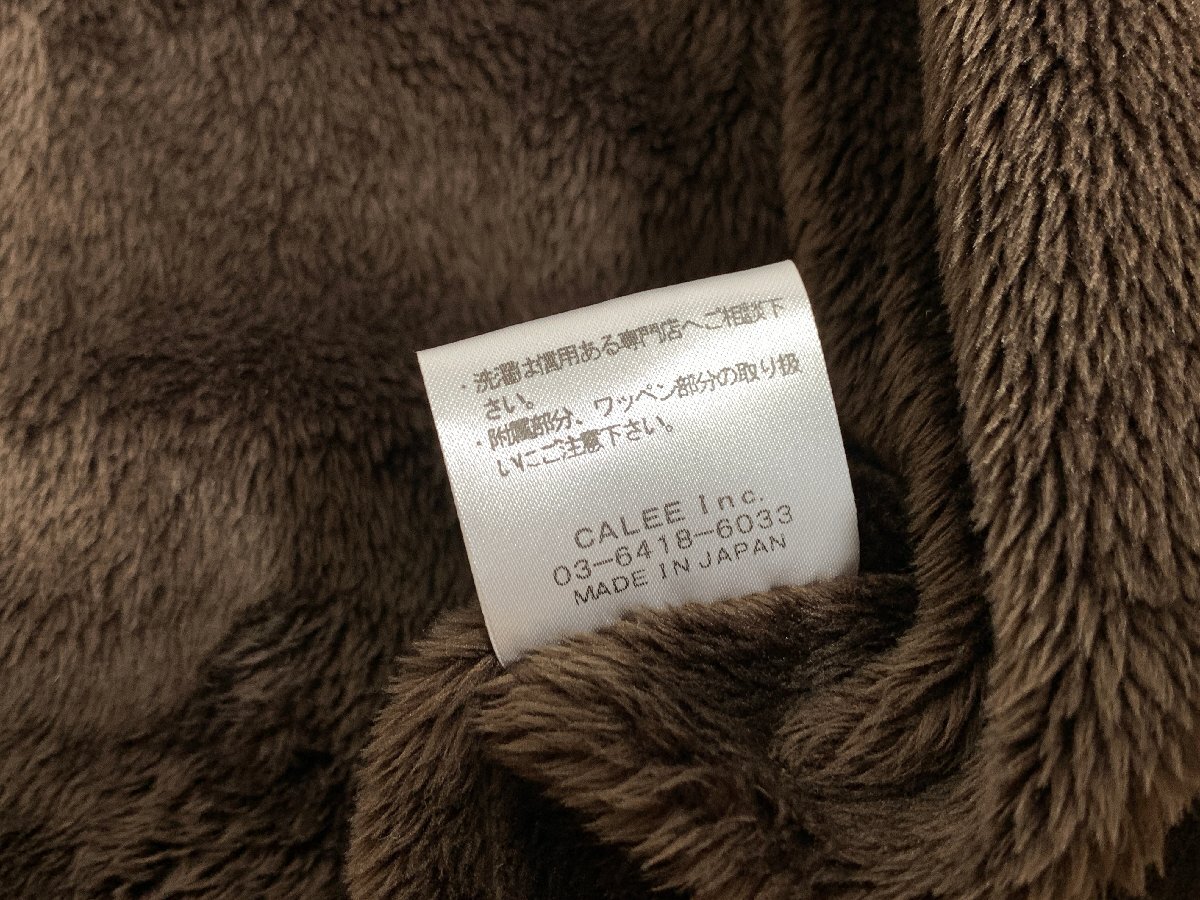 ・洗濯は信用ある専門店へご相談下
さい。
・附属部分、ワッペン部分の取り扱
いにご注意下さい。
CALEE Inc.
03-6418-6033
MADE IN JAPAN